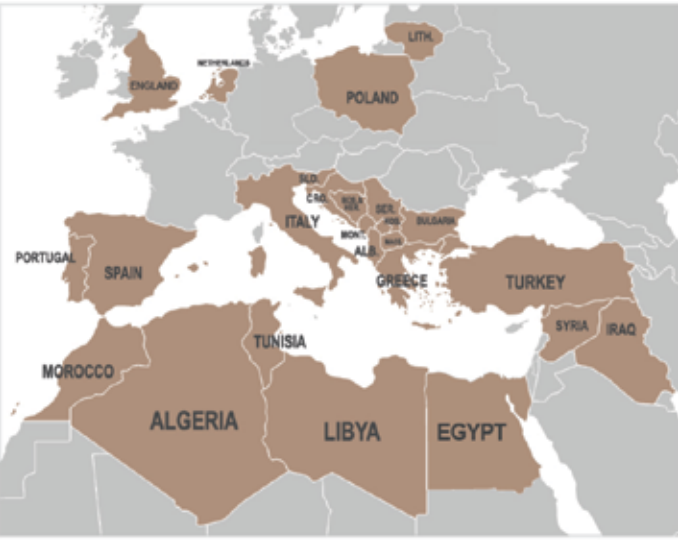 LITH.
NETHERLANDS
ENGLAND
POLAND
SLO.
CRO.
BOS.&
HER.
SER.
ITALY
BULGARIA
KOS.
MONT.
ALB.
PORTUGAL
SPAIN
GREECE
TURKEY
SYRIA
IRAQ
TUNISIA
MOROCCO
ALGERIA
LIBYA
EGYPT